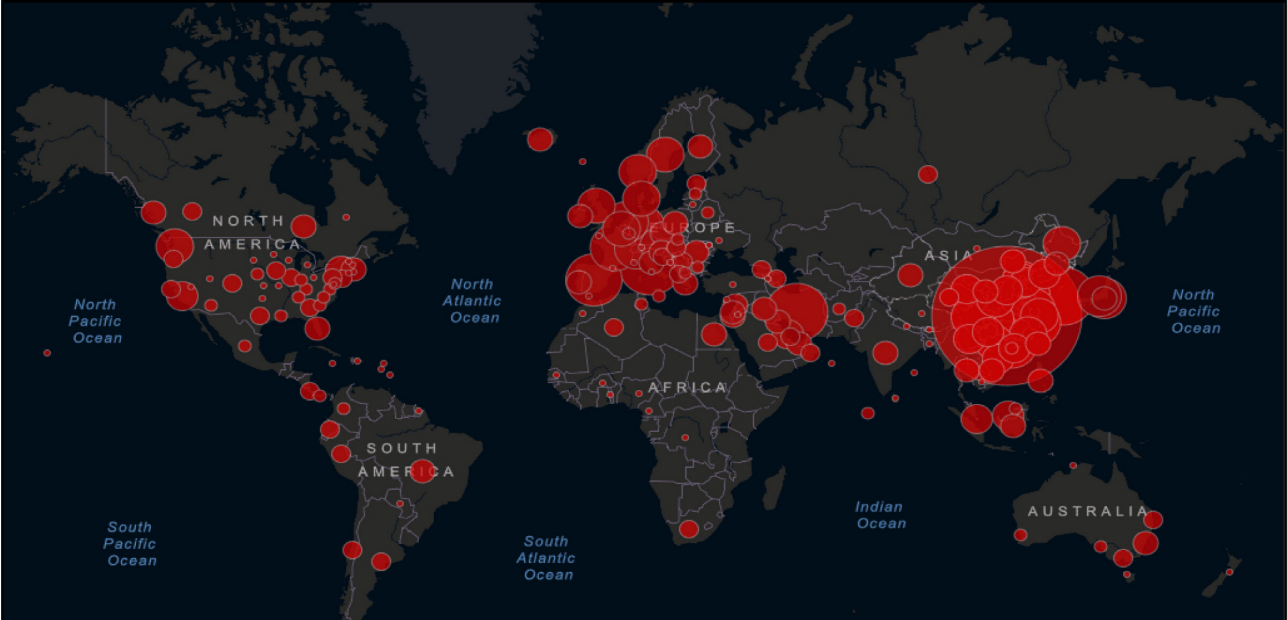 NORTH
AMERICA
EUROPE
ASIA
North
Pacific
Ocean
North
Atlantic
Ocean
North
Pacific
Ocean
AFRICA
SOUTH
AMERICA
Indian
Ocean
AUSTRALIA
South
Pacific
Ocean
South
Atlantic
Ocean